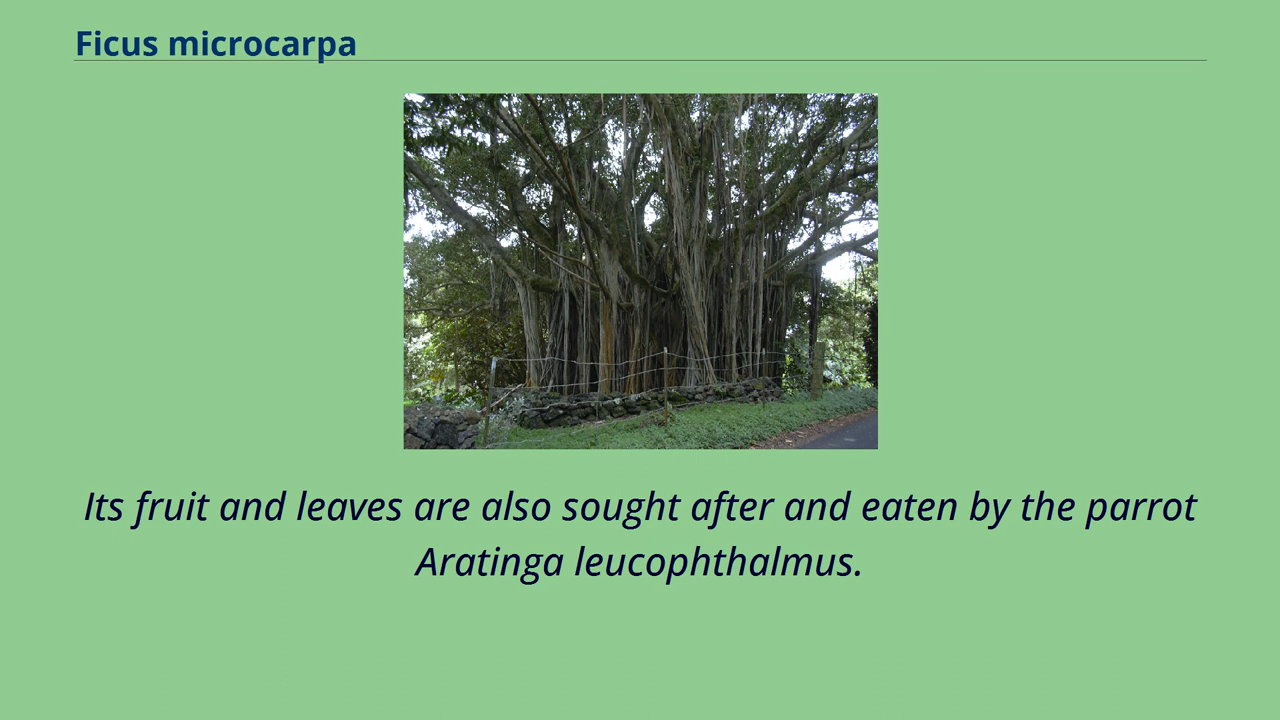 Ficus microcarpa
Its fruit and leaves are also sought after and eaten by the parrot
Aratinga leucophthalmus.